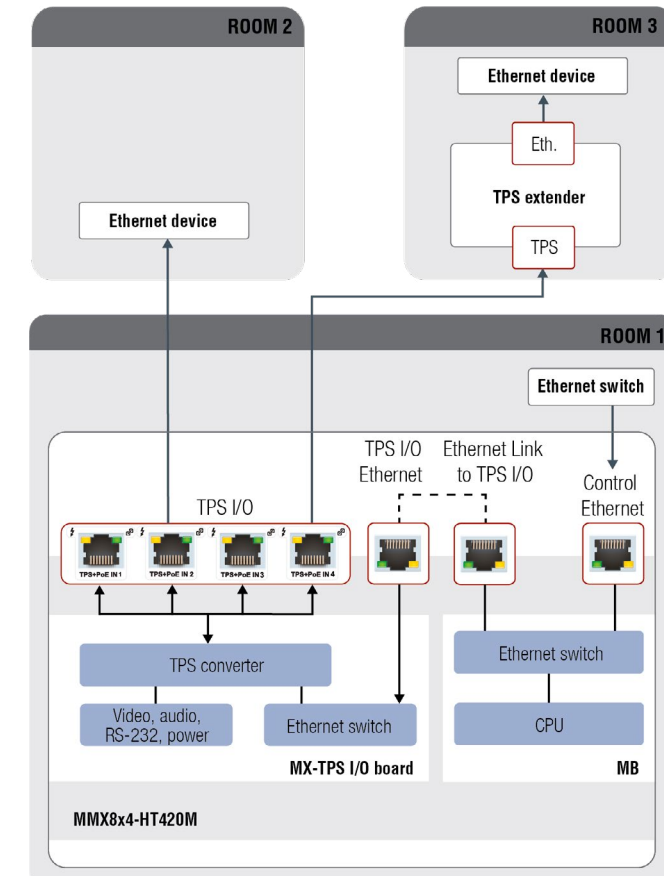 ROOM 2
ROOM 3
Ethernet device
Eth.
TPS extender
TPS
Ethernet device
ROOM 1
Ethernet switch
TPS I/O
Ethernet
Ethernet Link
to TPS I/O
Control
Ethernet
TPS I/O
TPS+PoE IN 1
TPS+PoE IN 2
TPS+PoE IN 3
TPS+PoE IN 4
TPS converter
Ethernet switch
Video, audio,
RS-232, power
Ethernet switch
CPU
MX-TPS I/O board
MB
MMX8x4-HT420M